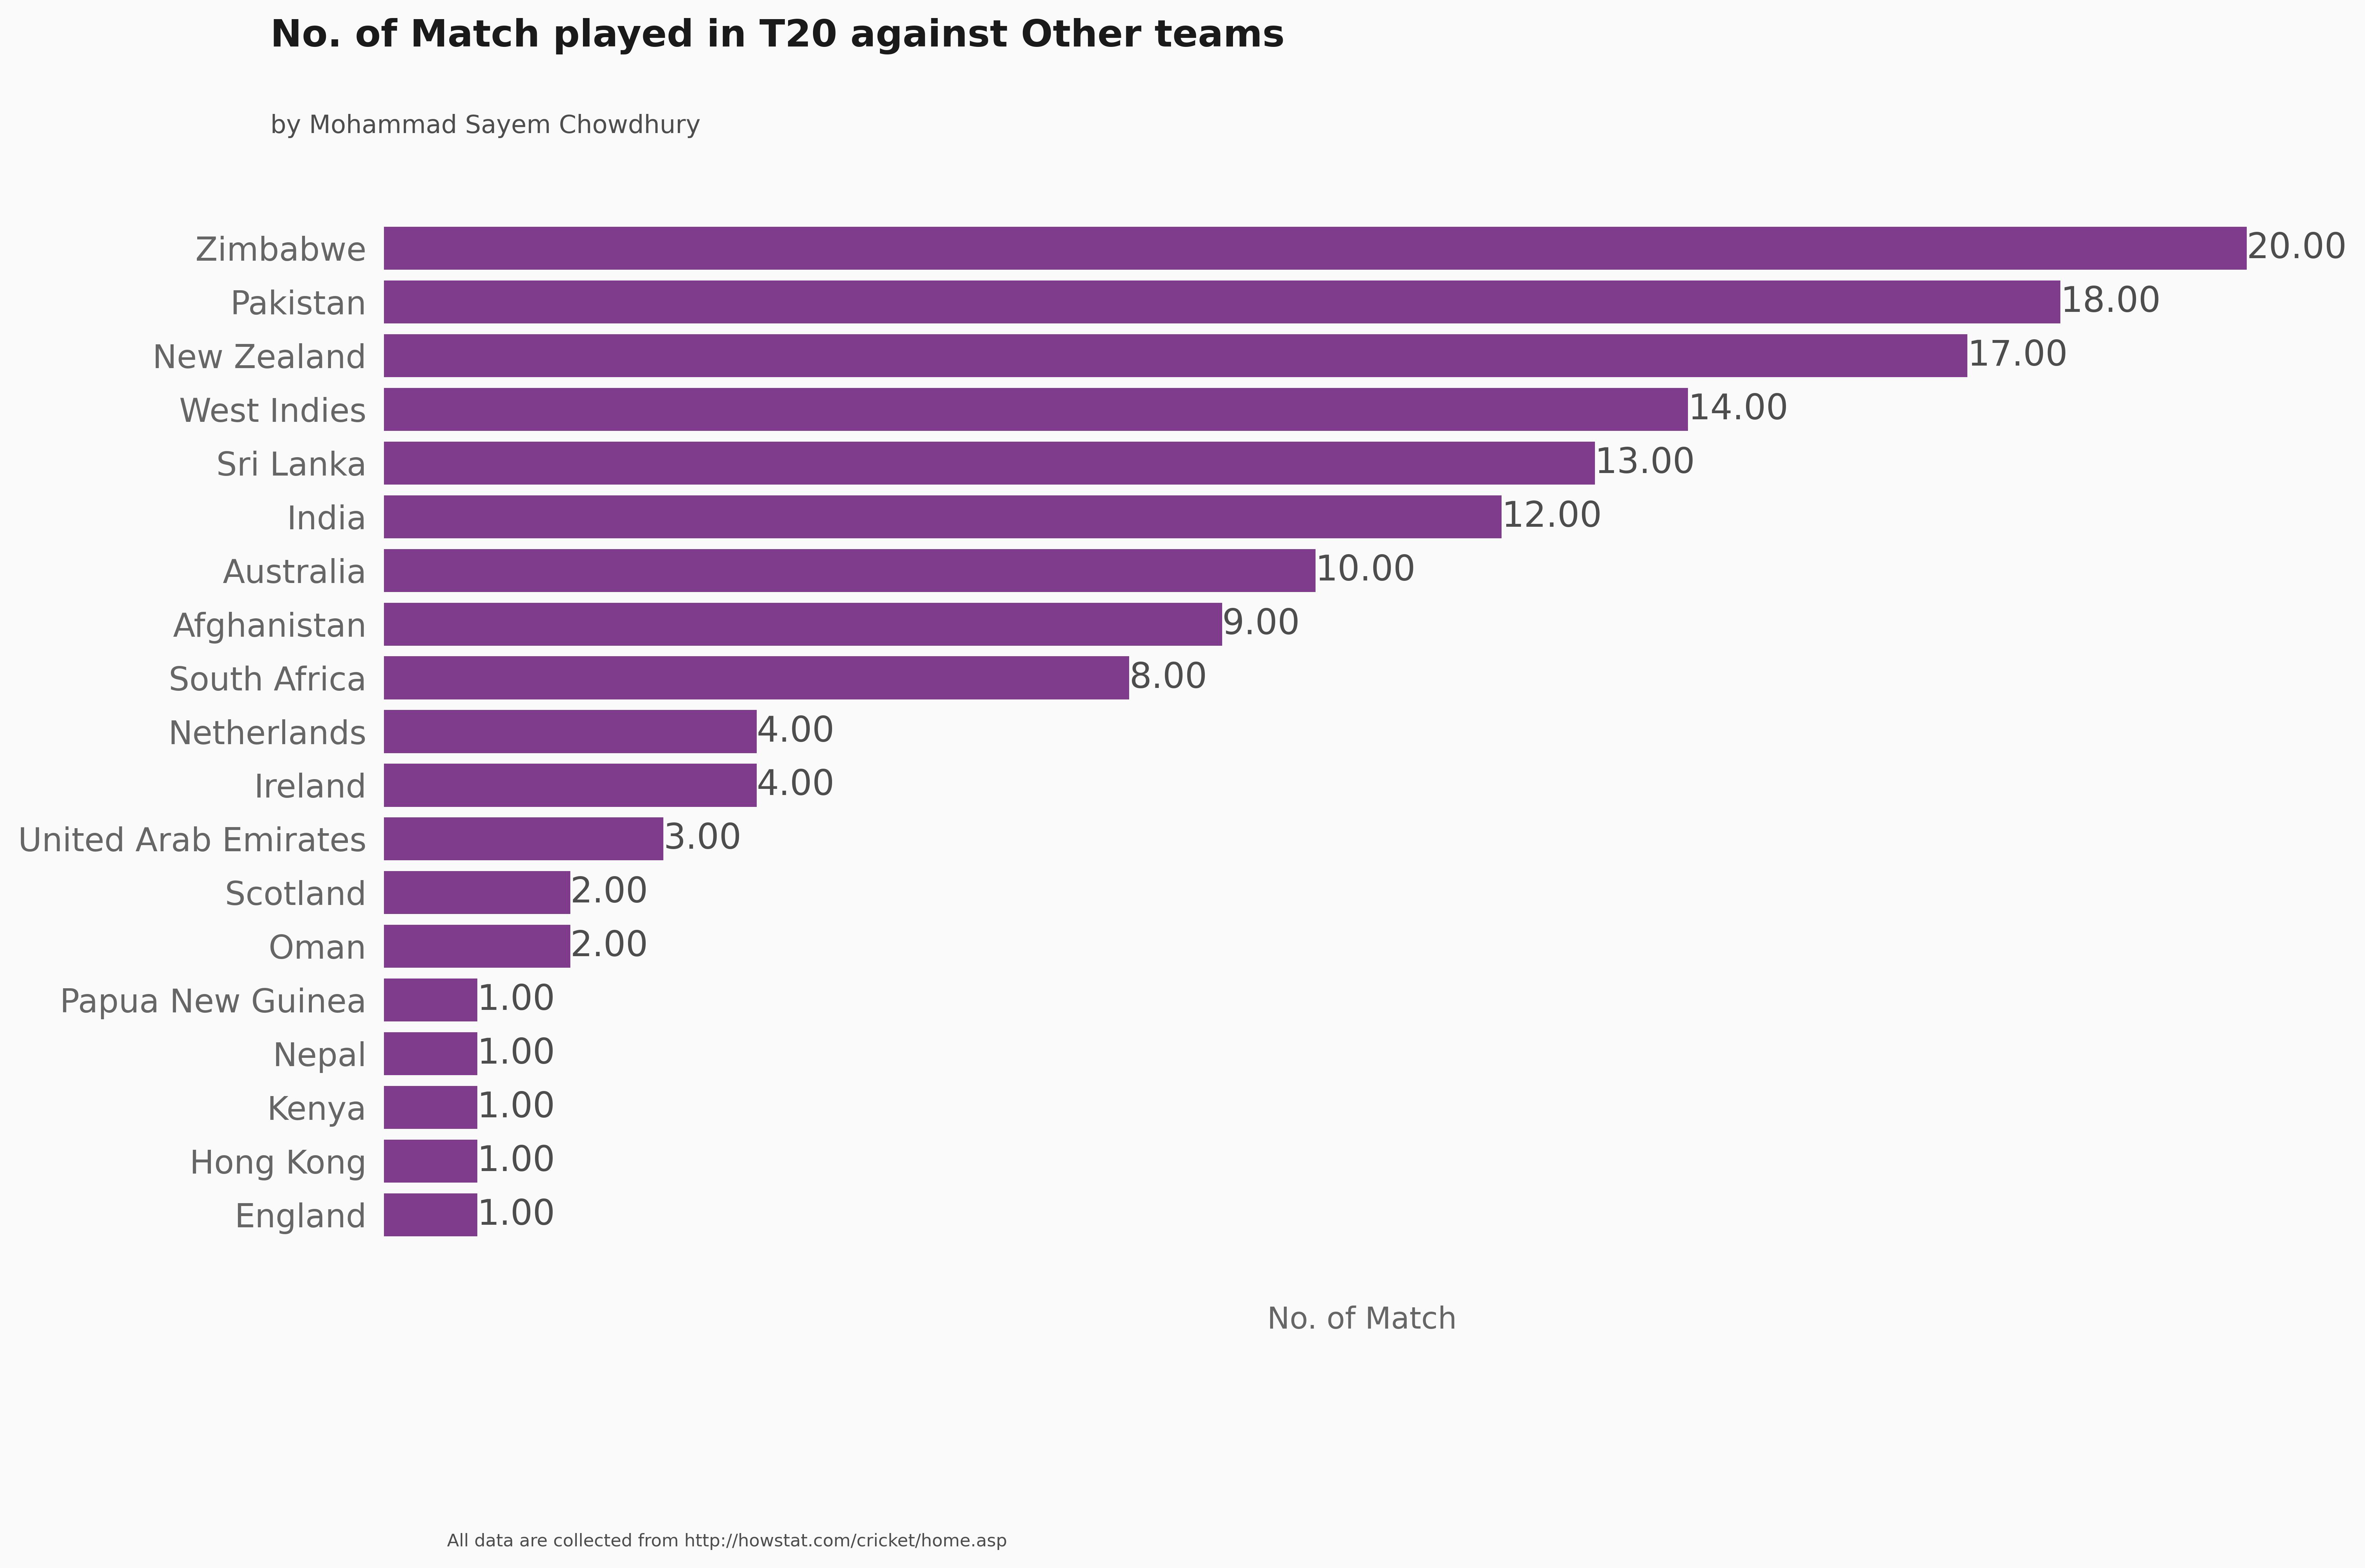 No. of Match played in T20 against Other teams
by Mohammad Sayem Chowdhury
Zimbabwe 20.00
Pakistan 18.00
New Zealand 17.00
West Indies 14.00
Sri Lanka 13.00
India 12.00
Australia 10.00
Afghanistan 9.00
South Africa 8.00
Netherlands 4.00
Ireland 4.00
United Arab Emirates 3.00
Scotland 2.00
Oman 2.00
Papua New Guinea 1.00
Nepal 1.00
Kenya 1.00
Hong Kong 1.00
England 1.00
No. of Match
All data are collected from http://howstat.com/cricket/home.asp